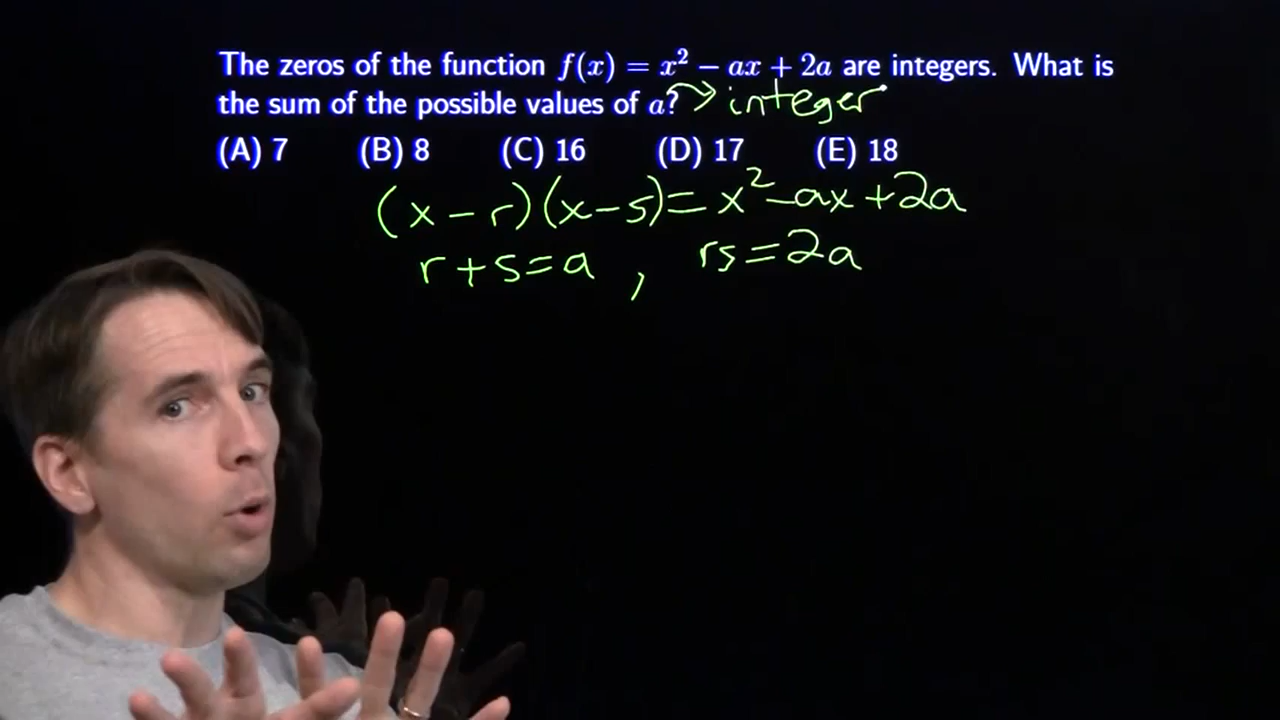 The zeros of the function f(x) = x² − ax + 2a are integers. What is
the sum of the possible values of a? → integer
(A) 7 (B) 8 (C) 16 (D) 17 (E) 18
(x − r)(x − s) = x² − ax + 2a
r + s = a , rs = 2a